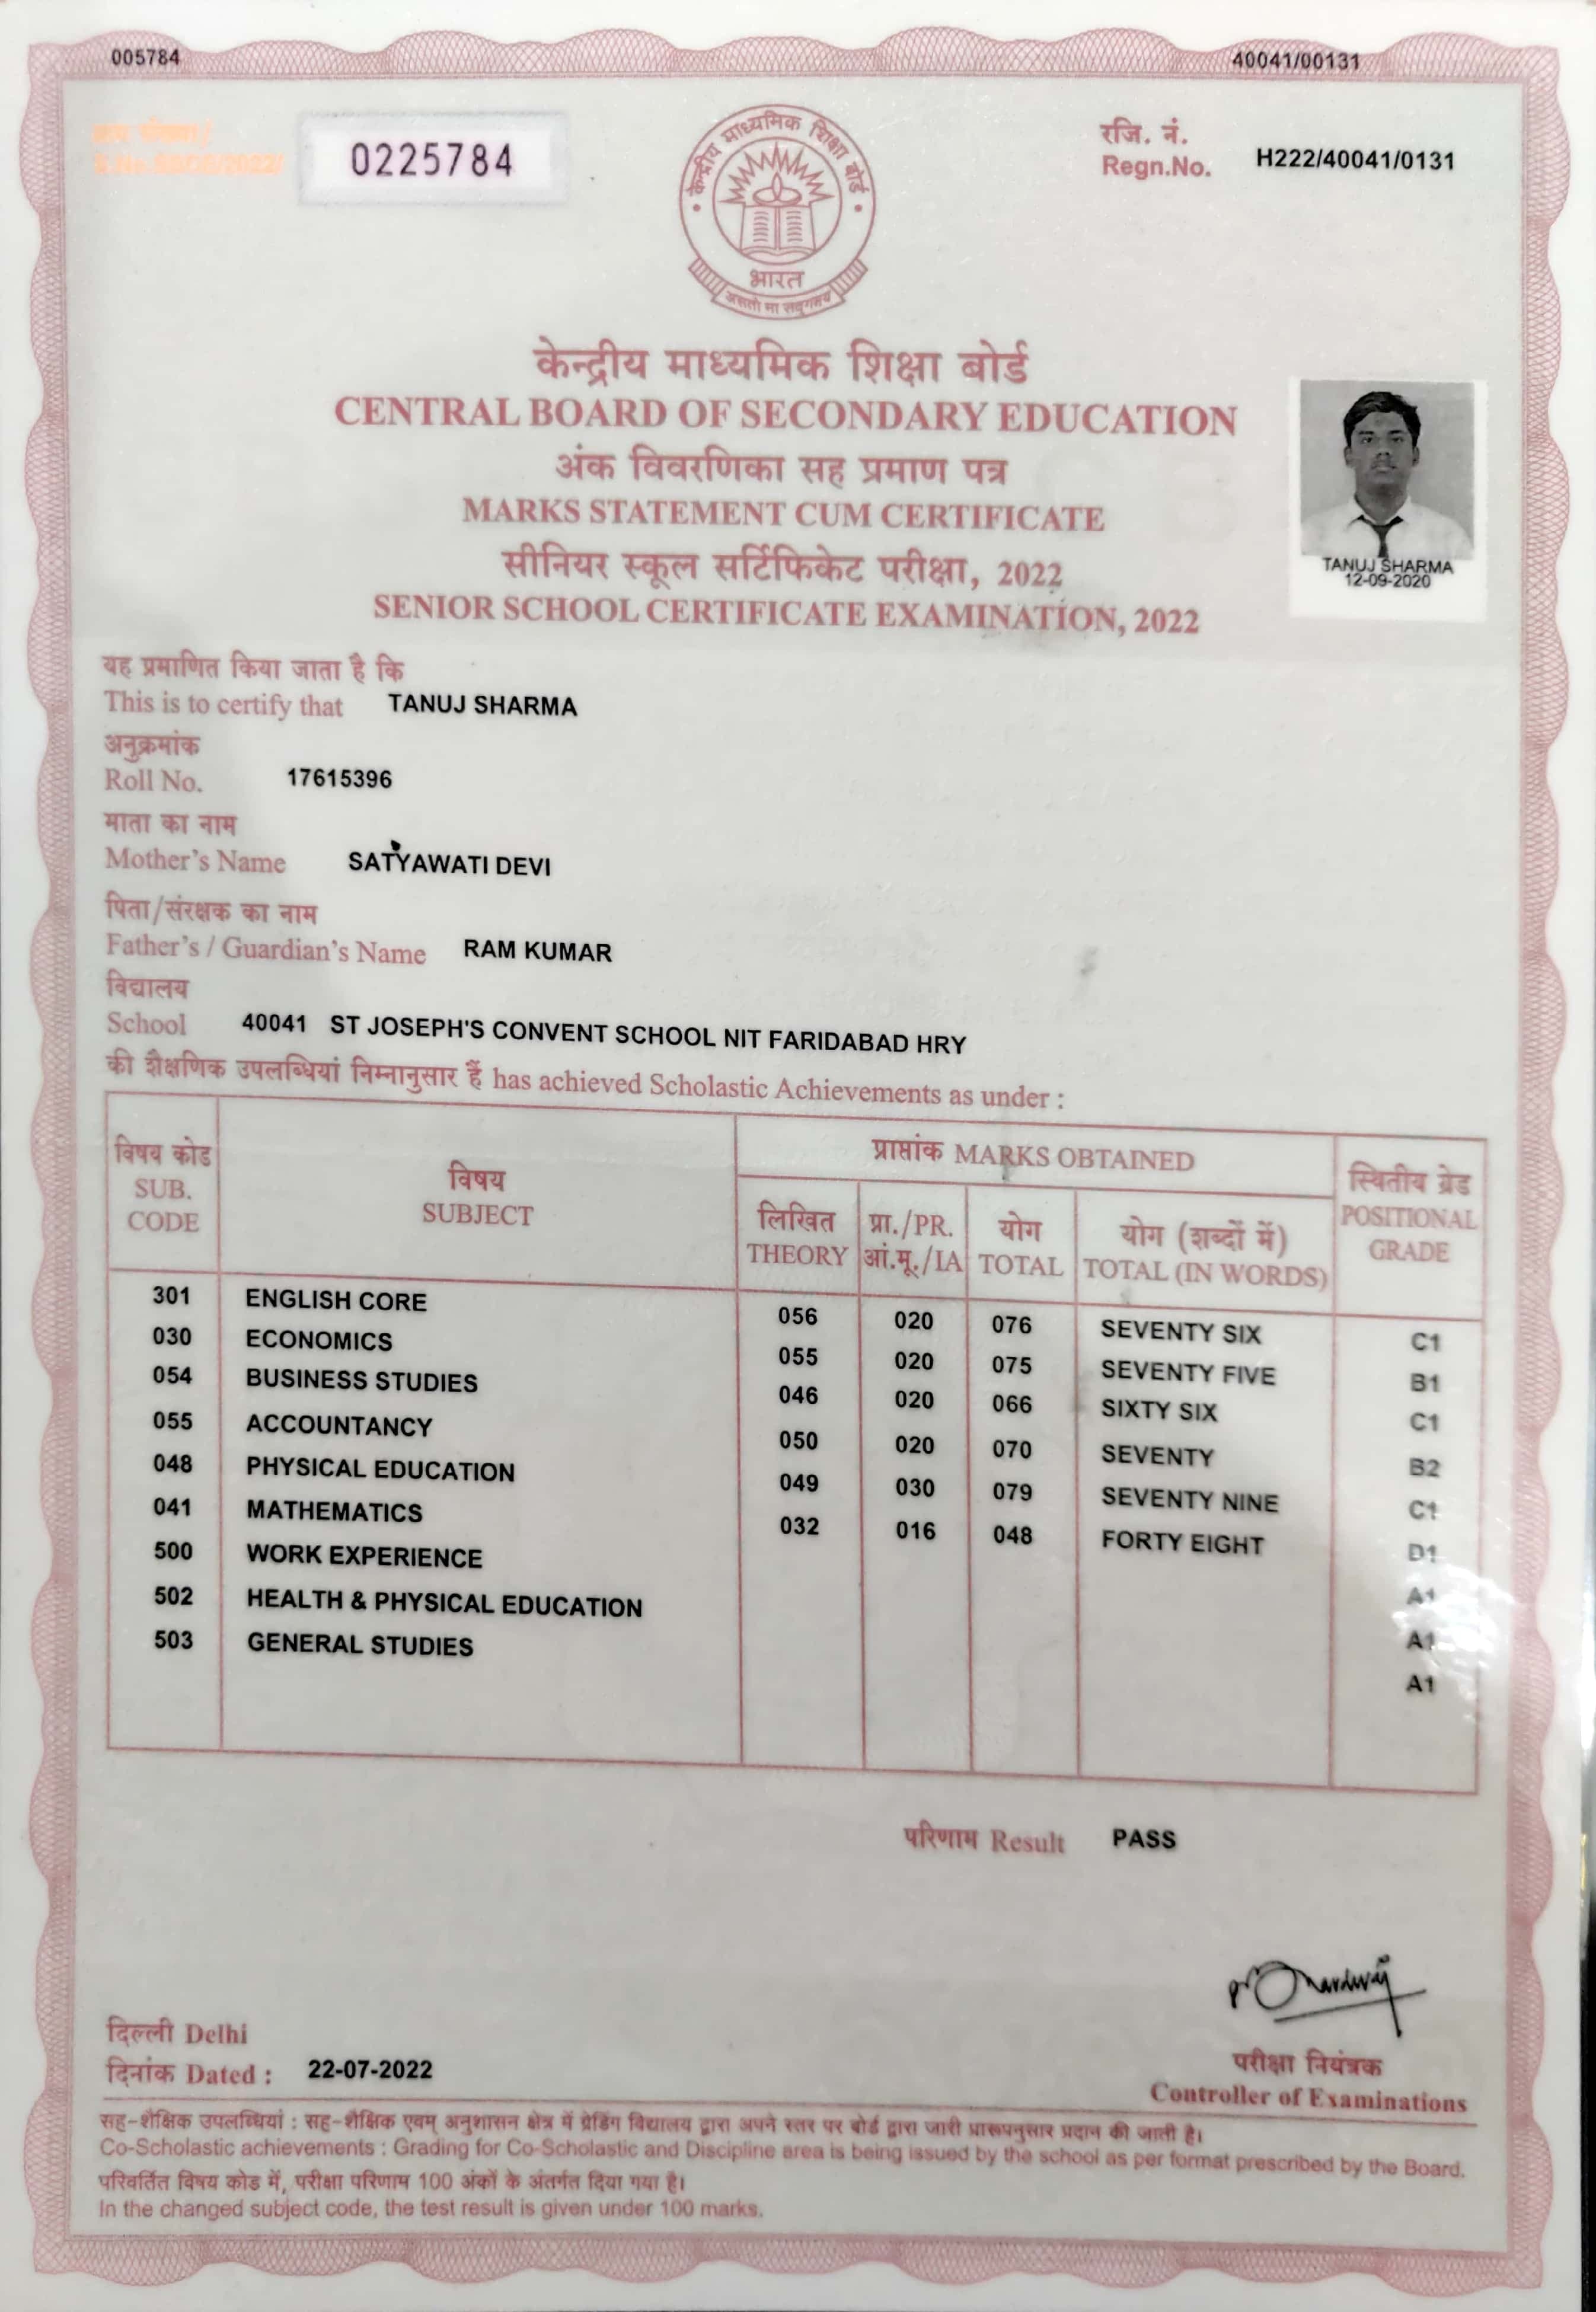 005784
40041/00131
0225784
रजि. नं.
Regn.No. H222/40041/0131
केन्द्रीय माध्यमिक शिक्षा बोर्ड
भारत
असतो मा सद्गमय
केन्द्रीय माध्यमिक शिक्षा बोर्ड
CENTRAL BOARD OF SECONDARY EDUCATION
अंक विवरणिका सह प्रमाण पत्र
MARKS STATEMENT CUM CERTIFICATE
सीनियर स्कूल सर्टिफिकेट परीक्षा, 2022
SENIOR SCHOOL CERTIFICATE EXAMINATION, 2022
TANUJ SHARMA
12-09-2020
यह प्रमाणित किया जाता है कि
This is to certify that TANUJ SHARMA
अनुक्रमांक
Roll No. 17615396
माता का नाम
Mother's Name SATYAWATI DEVI
पिता/संरक्षक का नाम
Father's / Guardian's Name RAM KUMAR
विद्यालय
School 40041 ST JOSEPH'S CONVENT SCHOOL NIT FARIDABAD HRY
की शैक्षणिक उपलब्धियां निम्नानुसार हैं has achieved Scholastic Achievements as under :
विषय कोड
SUB.
CODE
विषय
SUBJECT
प्राप्तांक MARKS OBTAINED
लिखित
THEORY
प्रा./PR.
आं.मू./IA
योग
TOTAL
योग (शब्दों में)
TOTAL (IN WORDS)
स्थितीय ग्रेड
POSITIONAL
GRADE
301 ENGLISH CORE 056 020 076 SEVENTY SIX C1
030 ECONOMICS 055 020 075 SEVENTY FIVE B1
054 BUSINESS STUDIES 046 020 066 SIXTY SIX C1
055 ACCOUNTANCY 050 020 070 SEVENTY B2
048 PHYSICAL EDUCATION 049 030 079 SEVENTY NINE C1
041 MATHEMATICS 032 016 048 FORTY EIGHT D1
500 WORK EXPERIENCE A1
502 HEALTH & PHYSICAL EDUCATION A1
503 GENERAL STUDIES A1
परिणाम Result PASS
दिल्ली Delhi
दिनांक Dated : 22-07-2022
परीक्षा नियंत्रक
Controller of Examinations
सह-शैक्षिक उपलब्धियां : सह-शैक्षिक एवम् अनुशासन क्षेत्र में ग्रेडिंग विद्यालय द्वारा अपने स्तर पर बोर्ड द्वारा जारी प्रारूपनुसार प्रदान की जाती है।
Co-Scholastic achievements : Grading for Co-Scholastic and Discipline area is being issued by the school as per format prescribed by the Board.
परिवर्तित विषय कोड में, परीक्षा परिणाम 100 अंकों के अंतर्गत दिया गया है।
In the changed subject code, the test result is given under 100 marks.